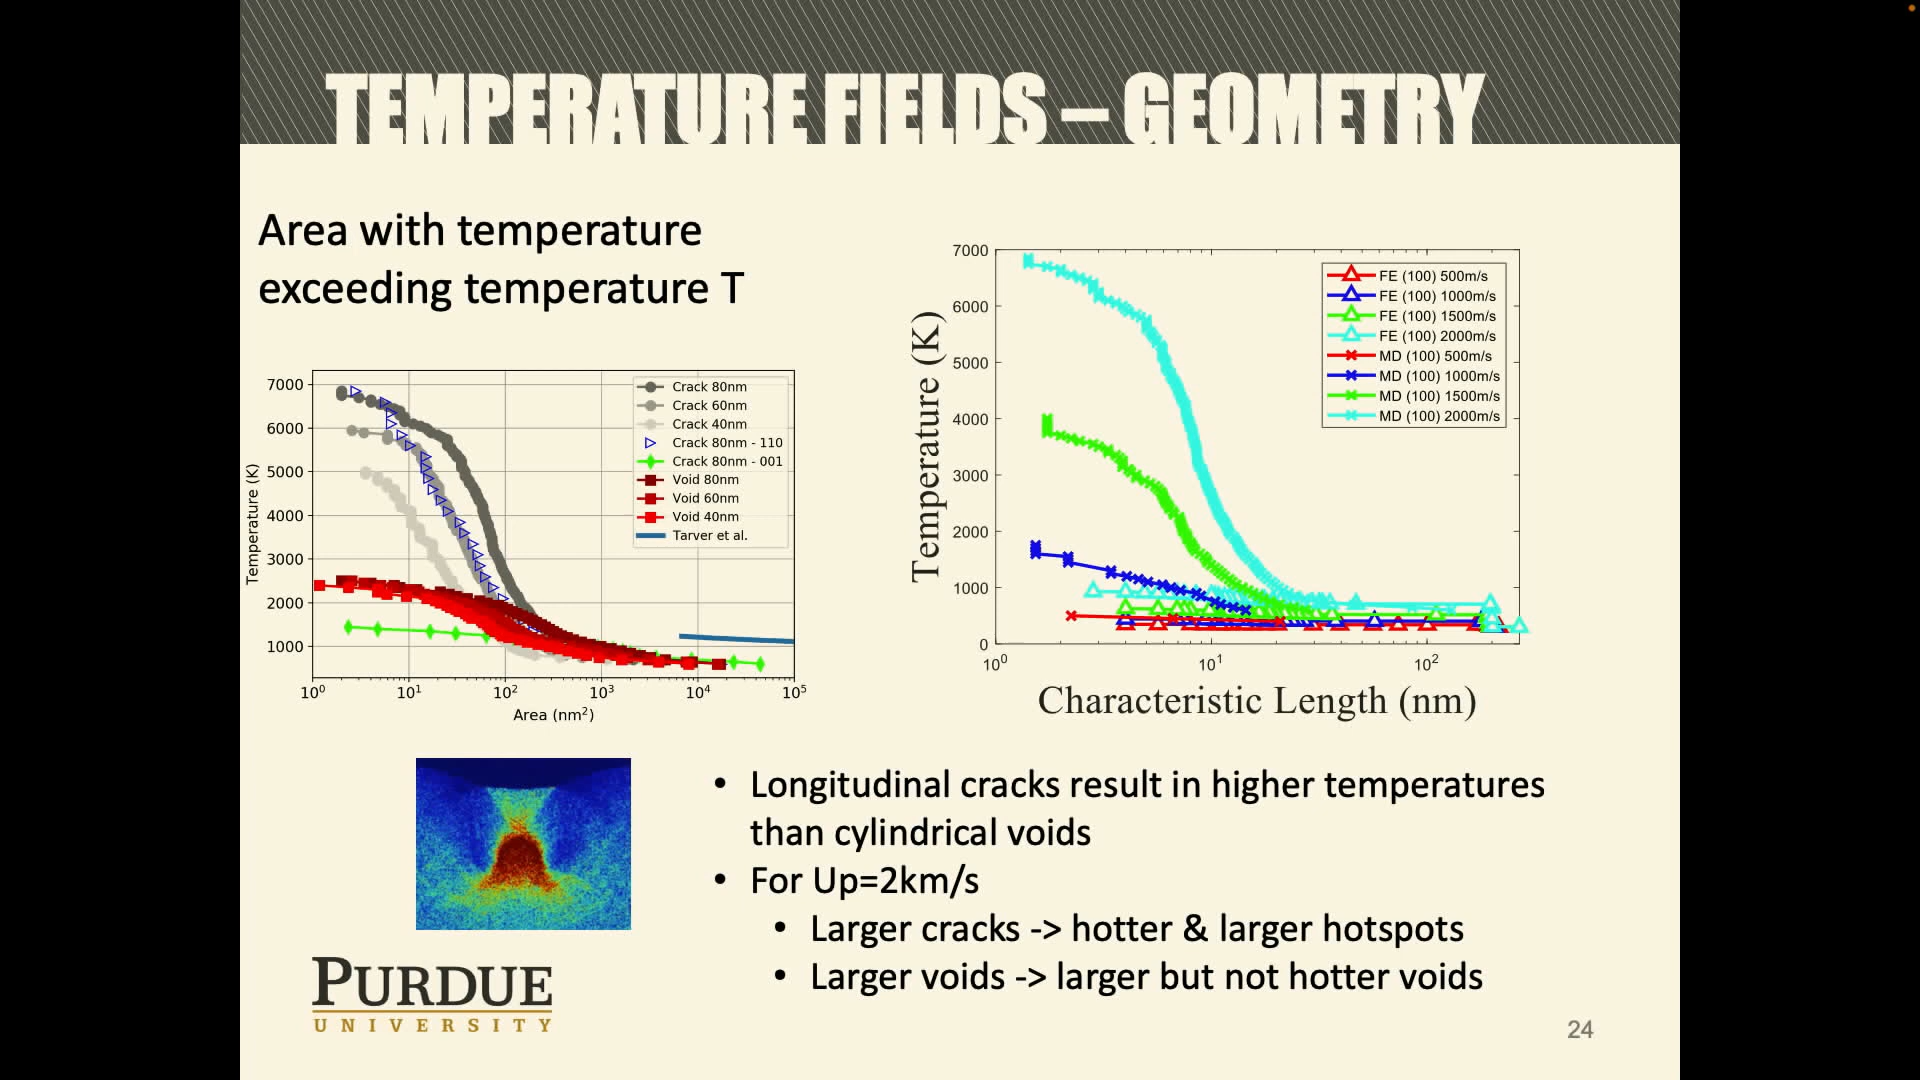 TEMPERATURE FIELDS – GEOMETRY
Area with temperature
exceeding temperature T
Temperature (K)
7000
6000
5000
4000
3000
2000
1000
10⁰
10¹
10²
10³
10⁴
10⁵
Area (nm²)
Crack 80nm
Crack 60nm
Crack 40nm
Crack 80nm - 110
Crack 80nm - 001
Void 80nm
Void 60nm
Void 40nm
Tarver et al.
Temperature (K)
7000
6000
5000
4000
3000
2000
1000
0
10⁰
10¹
10²
Characteristic Length (nm)
FE (100) 500m/s
FE (100) 1000m/s
FE (100) 1500m/s
FE (100) 2000m/s
MD (100) 500m/s
MD (100) 1000m/s
MD (100) 1500m/s
MD (100) 2000m/s
• Longitudinal cracks result in higher temperatures
than cylindrical voids
• For Up=2km/s
• Larger cracks -> hotter & larger hotspots
• Larger voids -> larger but not hotter voids
PURDUE
UNIVERSITY
24